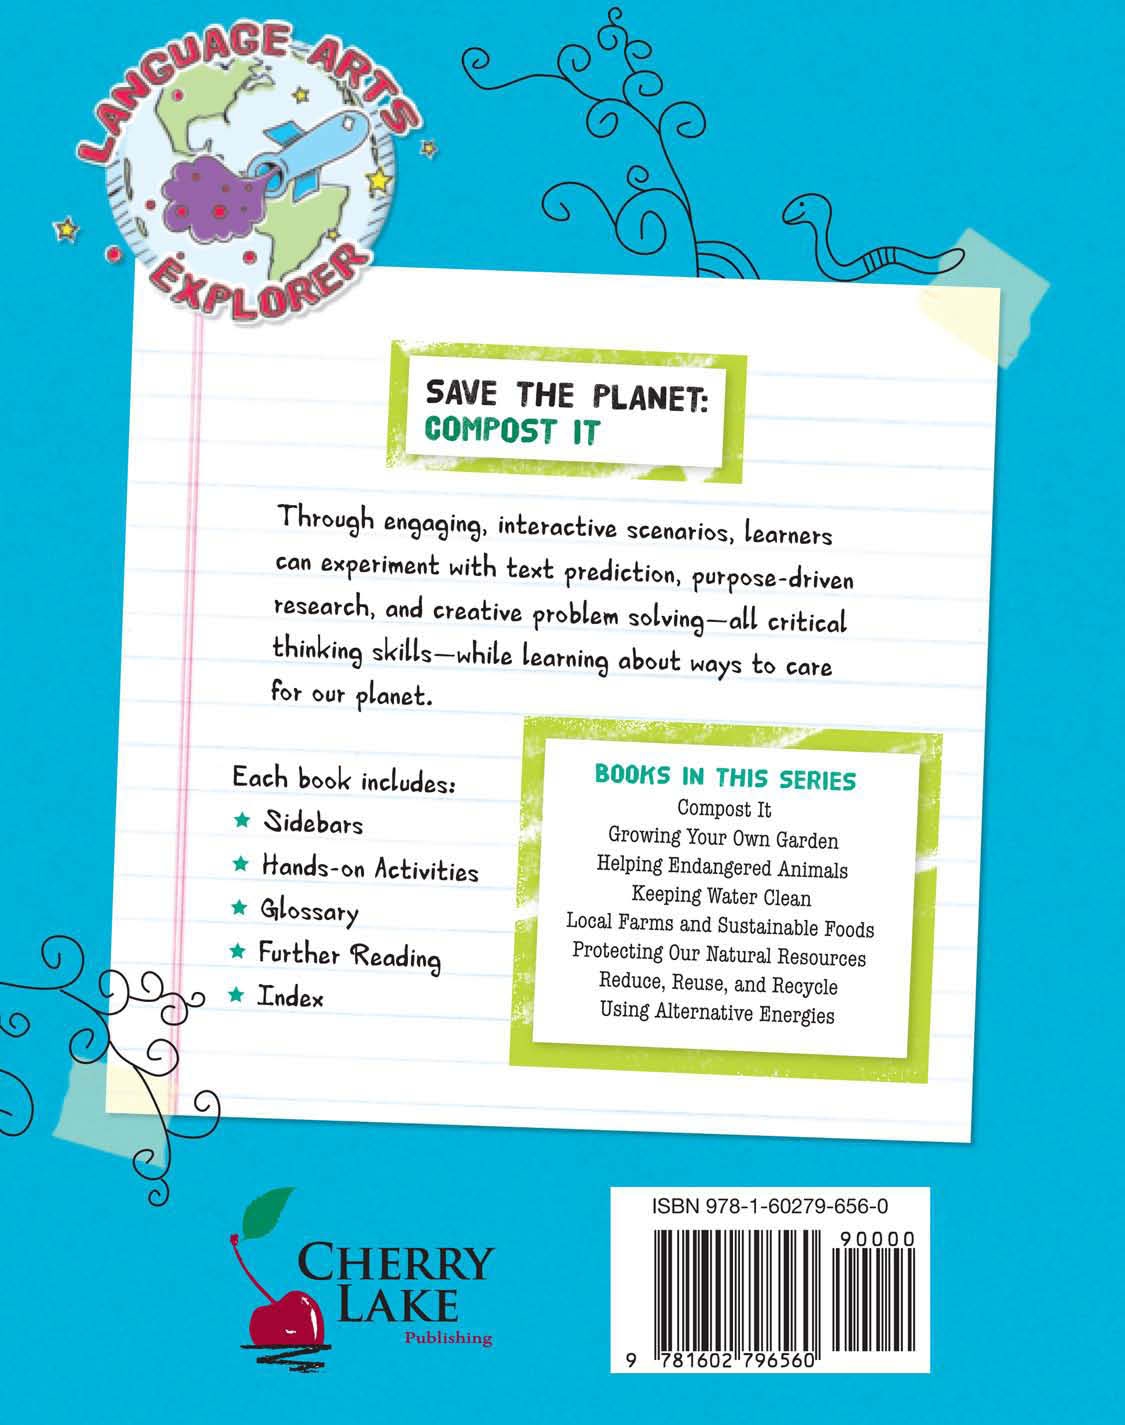 LANGUAGE ARTS
EXPLORER
SAVE THE PLANET:
COMPOST IT
Through engaging, interactive scenarios, learners
can experiment with text prediction, purpose-driven
research, and creative problem solving—all critical
thinking skills—while learning about ways to care
for our planet.
Each book includes:
★ Sidebars
★ Hands-on Activities
★ Glossary
★ Further Reading
★ Index
BOOKS IN THIS SERIES
Compost It
Growing Your Own Garden
Helping Endangered Animals
Keeping Water Clean
Local Farms and Sustainable Foods
Protecting Our Natural Resources
Reduce, Reuse, and Recycle
Using Alternative Energies
CHERRY
LAKE
Publishing
ISBN 978-1-60279-656-0
90000
9 781602 796560